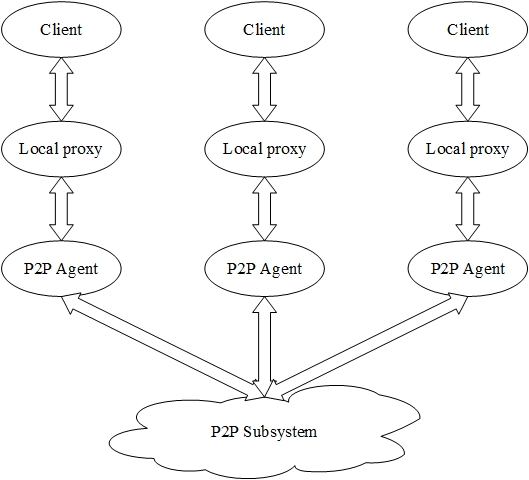 Client
Client
Client
Local proxy
Local proxy
Local proxy
P2P Agent
P2P Agent
P2P Agent
P2P Subsystem